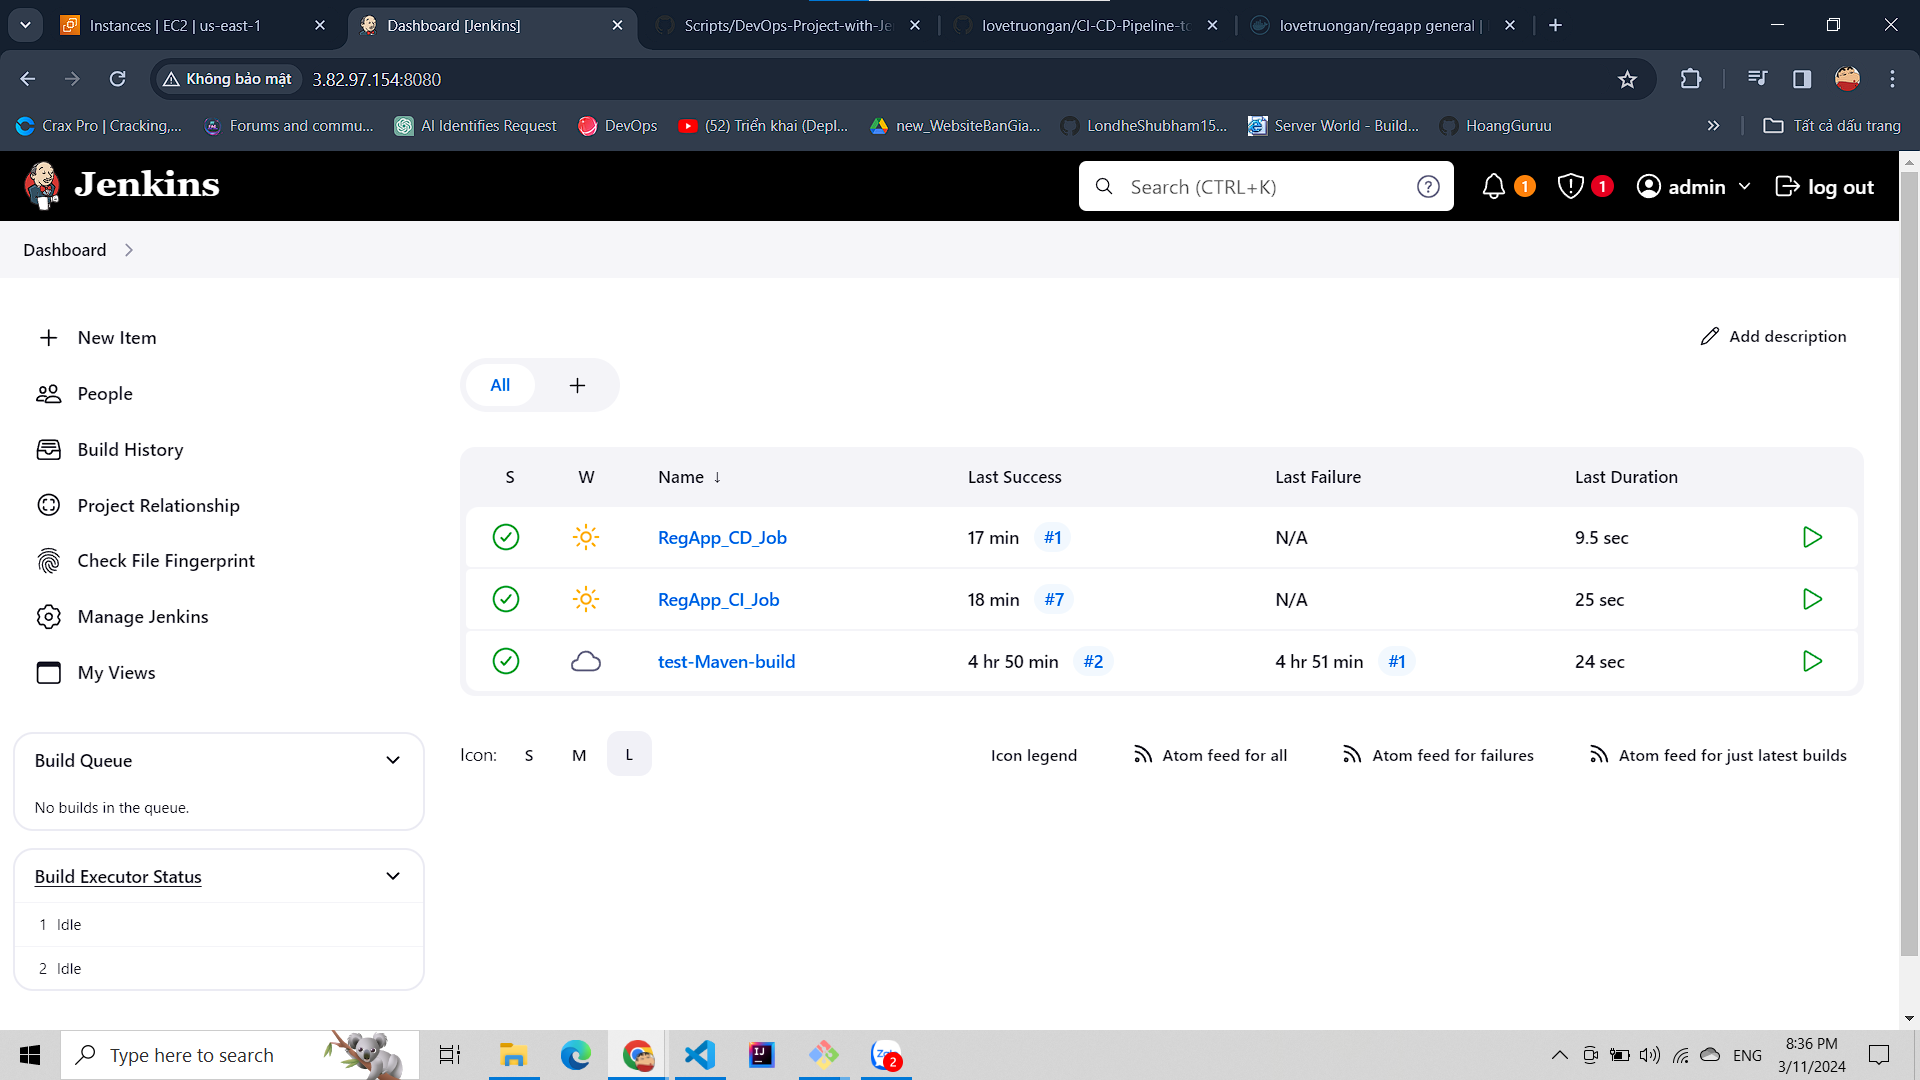 Instances | EC2 | us-east-1
Dashboard [Jenkins]
Scripts/DevOps-Project-with-Je
lovetruongan/CI-CD-Pipeline-to
lovetruongan/regapp general |
Không bảo mật
3.82.97.154:8080
Crax Pro | Cracking,...
Forums and commu...
AI Identifies Request
DevOps
(52) Triển khai (Depl...
new_WebsiteBanGia...
LondheShubham15...
Server World - Build...
HoangGuruu
Tất cả dấu trang
Jenkins
Search (CTRL+K)
1
1
admin
log out
Dashboard
New Item
People
Build History
Project Relationship
Check File Fingerprint
Manage Jenkins
My Views
Build Queue
No builds in the queue.
Build Executor Status
1 Idle
2 Idle
Add description
All
S W Name ↓ Last Success Last Failure Last Duration
RegApp_CD_Job 17 min #1 N/A 9.5 sec
RegApp_CI_Job 18 min #7 N/A 25 sec
test-Maven-build 4 hr 50 min #2 4 hr 51 min #1 24 sec
Icon: S M L
Icon legend
Atom feed for all
Atom feed for failures
Atom feed for just latest builds
Type here to search
2
ENG
8:36 PM
3/11/2024